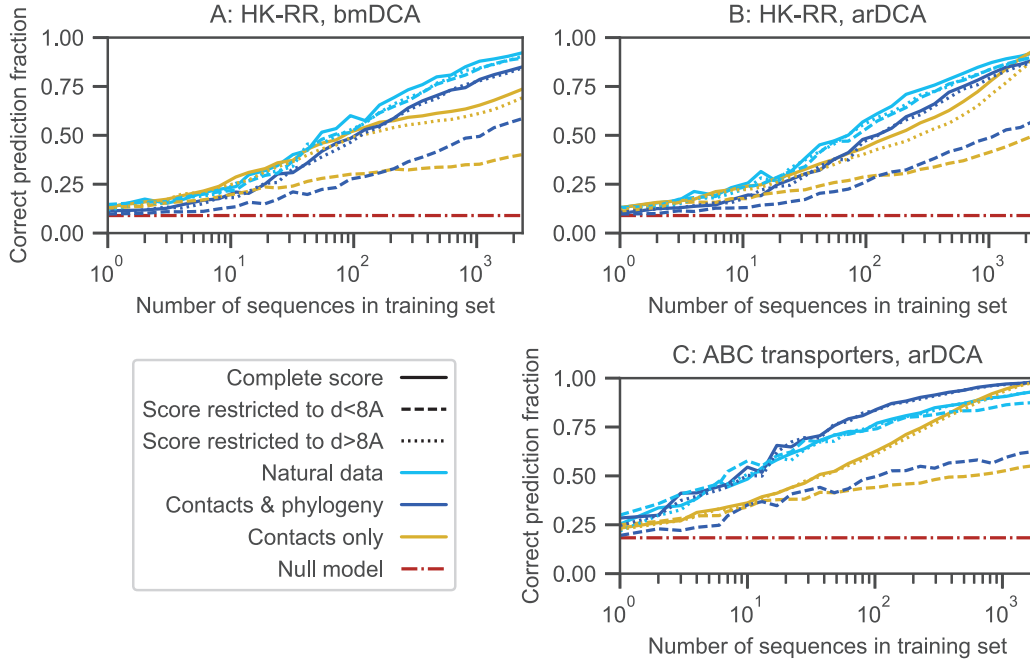 A: HK-RR, bmDCA
B: HK-RR, arDCA
Correct prediction fraction
1.00
0.75
0.50
0.25
0.00
10^0
10^1
10^2
10^3
Number of sequences in training set
1.00
0.75
0.50
0.25
0.00
10^0
10^1
10^2
10^3
Number of sequences in training set
Complete score
Score restricted to d<8A
Score restricted to d>8A
Natural data
Contacts & phylogeny
Contacts only
Null model
C: ABC transporters, arDCA
Correct prediction fraction
1.00
0.75
0.50
0.25
0.00
10^0
10^1
10^2
10^3
Number of sequences in training set